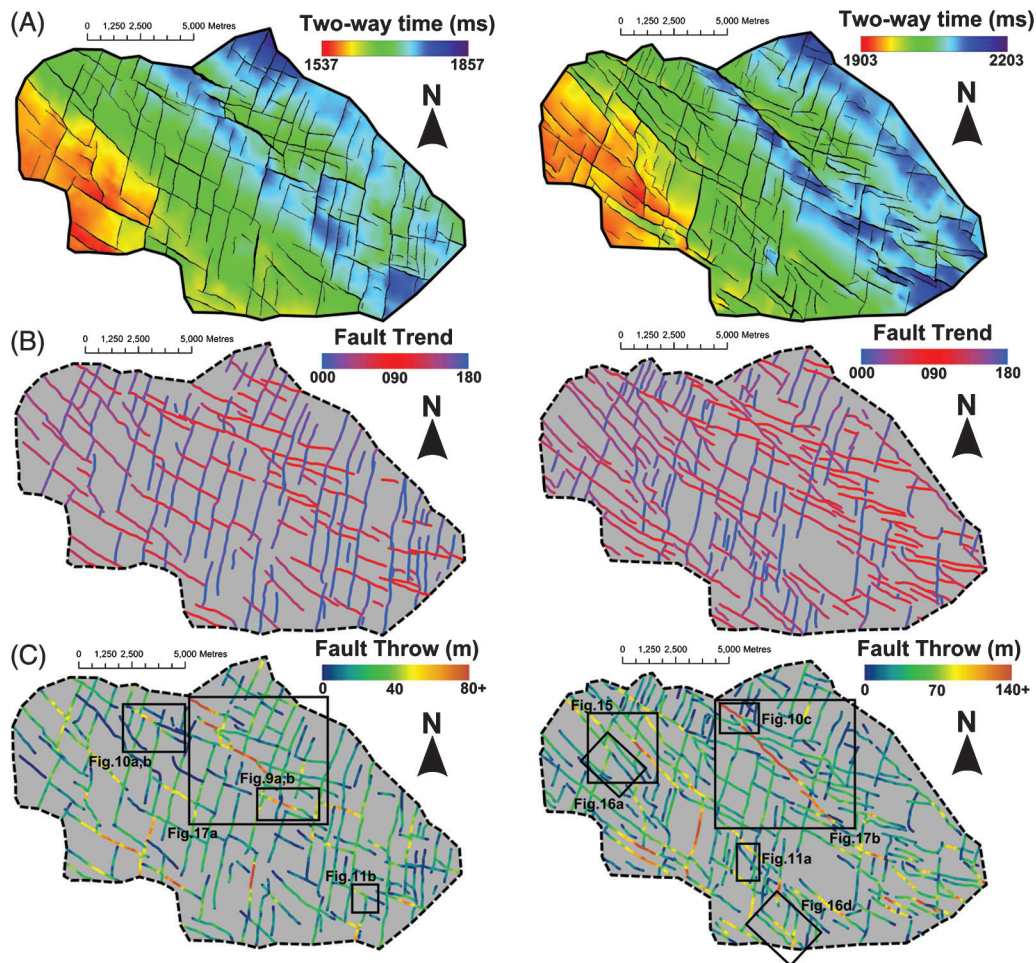 (A)
0 1,250 2,500 5,000 Metres
Two-way time (ms)
1537 1857
N
0 1,250 2,500 5,000 Metres
Two-way time (ms)
1903 2203
N
(B)
0 1,250 2,500 5,000 Metres
Fault Trend
000 090 180
N
0 1,250 2,500 5,000 Metres
Fault Trend
000 090 180
N
(C)
0 1,250 2,500 5,000 Metres
Fault Throw (m)
0 40 80+
N
Fig.10a,b
Fig.9a,b
Fig.17a
Fig.11b
0 1,250 2,500 5,000 Metres
Fault Throw (m)
0 70 140+
N
Fig.15
Fig.10c
Fig.16a
Fig.17b
Fig.11a
Fig.16d